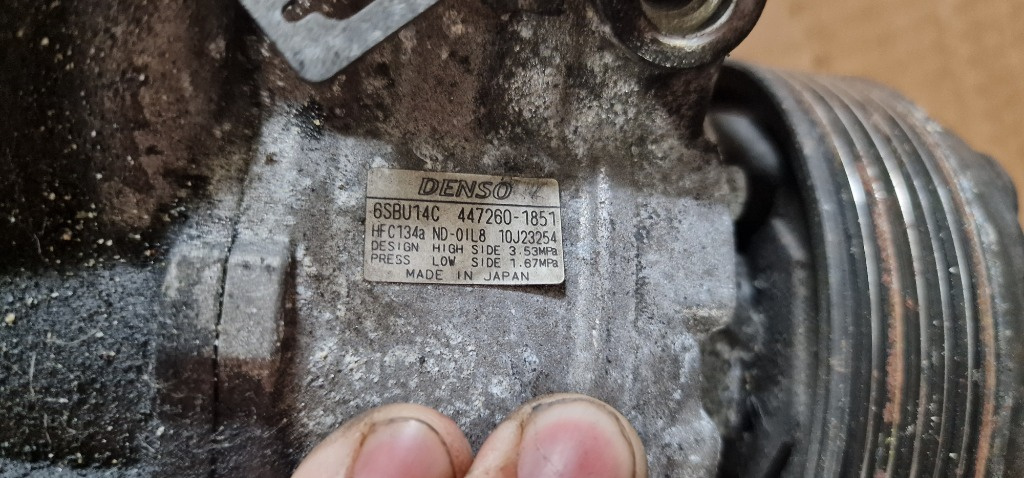 DENSO
6SBU14C 447260-1851
HFC134a ND-OIL8 10J23254
DESIGN HIGH SIDE 3.53MPa
PRESS LOW SIDE 1.67MPa
MADE IN JAPAN